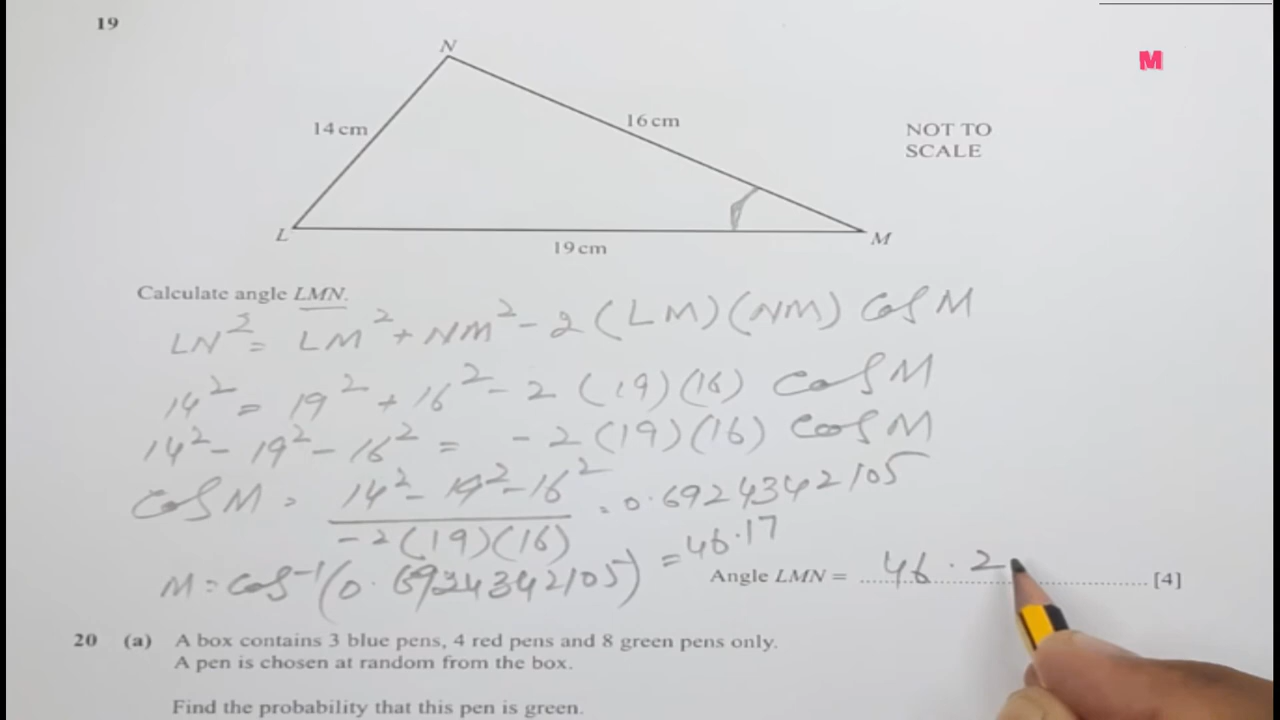 19
M
N
14 cm
16 cm
NOT TO
SCALE
L
M
19 cm
Calculate angle LMN.
LN² = LM² + NM² - 2 (LM)(NM) Cos M
14² = 19² + 16² - 2 (19)(16) Cos M
14² - 19² - 16² = - 2 (19)(16) Cos M
Cos M = 14² - 19² - 16² / -2(19)(16) = 0.6924342105
M = Cos⁻¹(0.6924342105) = 46.17
Angle LMN = 46.2 [4]
20 (a) A box contains 3 blue pens, 4 red pens and 8 green pens only.
A pen is chosen at random from the box.
Find the probability that this pen is green.